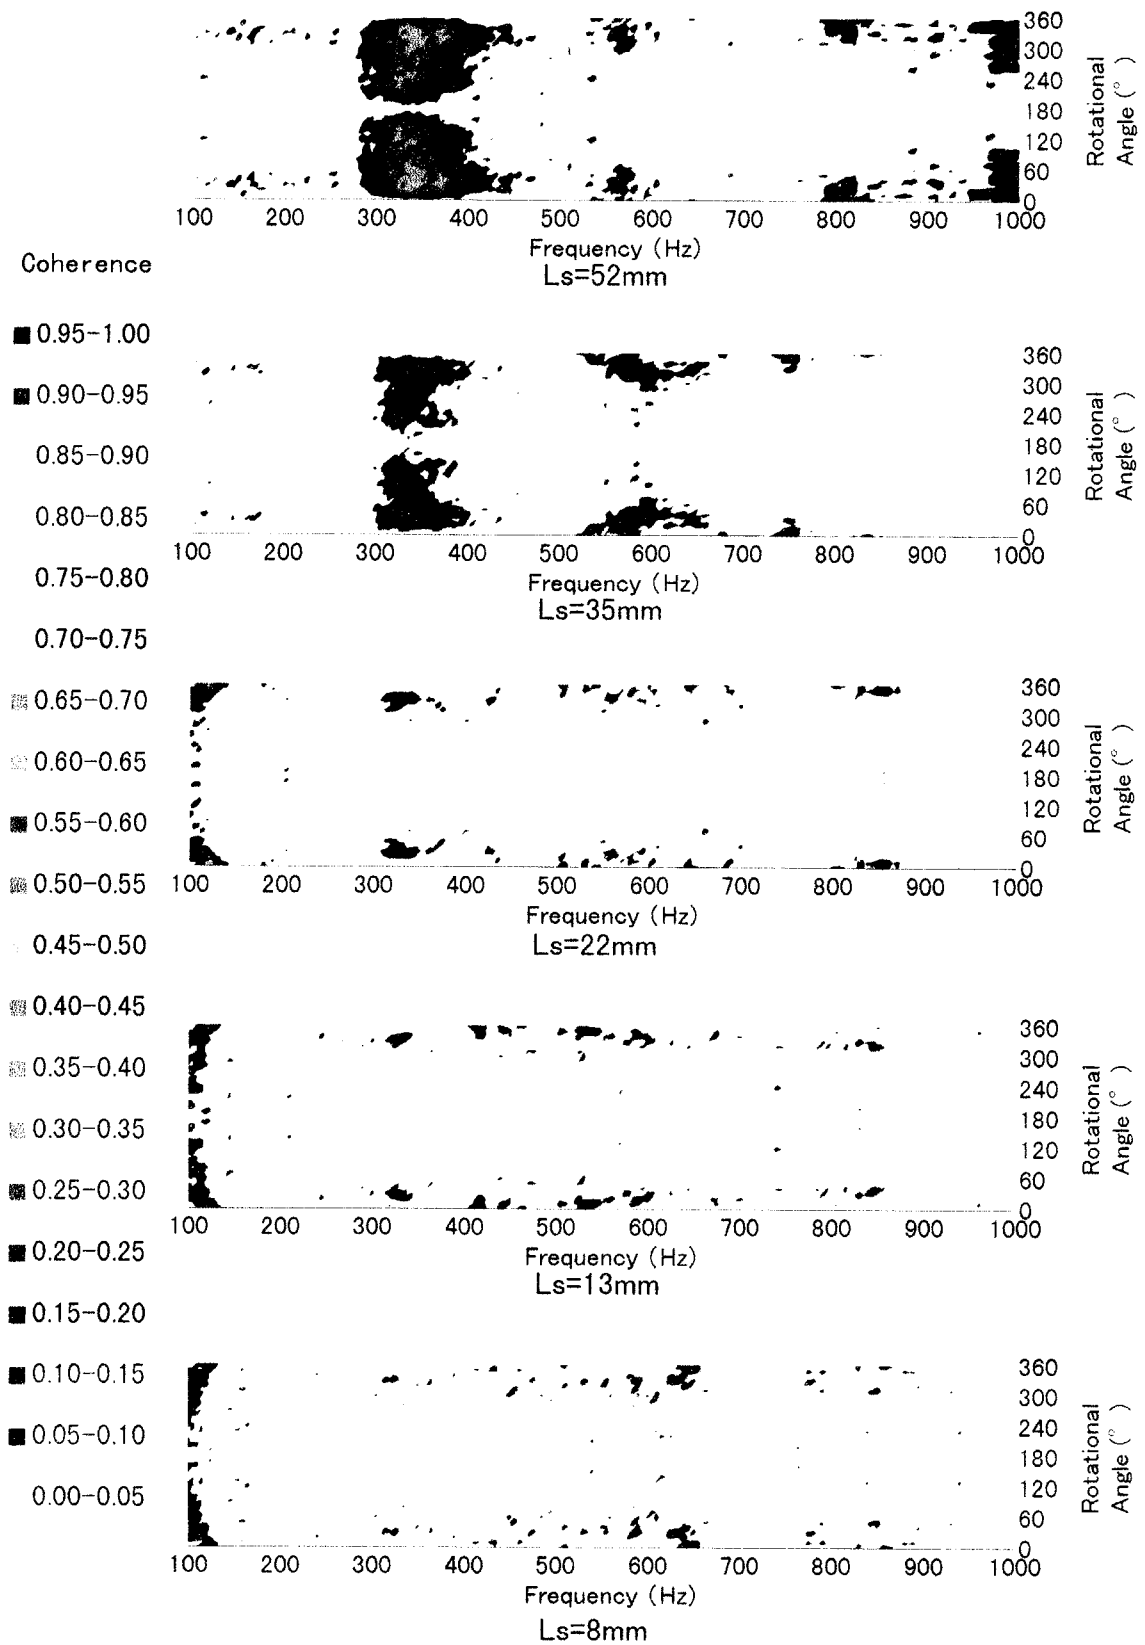 360
300
240
180
120
60
0
Rotational
Angle (° )
100 200 300 400 500 600 700 800 900 1000
Frequency (Hz)
Ls=52mm
Coherence
0.95-1.00
0.90-0.95
0.85-0.90
0.80-0.85
0.75-0.80
0.70-0.75
0.65-0.70
0.60-0.65
0.55-0.60
0.50-0.55
0.45-0.50
0.40-0.45
0.35-0.40
0.30-0.35
0.25-0.30
0.20-0.25
0.15-0.20
0.10-0.15
0.05-0.10
0.00-0.05
360
300
240
180
120
60
0
Rotational
Angle (° )
100 200 300 400 500 600 700 800 900 1000
Frequency (Hz)
Ls=35mm
360
300
240
180
120
60
0
Rotational
Angle (° )
100 200 300 400 500 600 700 800 900 1000
Frequency (Hz)
Ls=22mm
360
300
240
180
120
60
0
Rotational
Angle (° )
100 200 300 400 500 600 700 800 900 1000
Frequency (Hz)
Ls=13mm
360
300
240
180
120
60
0
Rotational
Angle (° )
100 200 300 400 500 600 700 800 900 1000
Frequency (Hz)
Ls=8mm